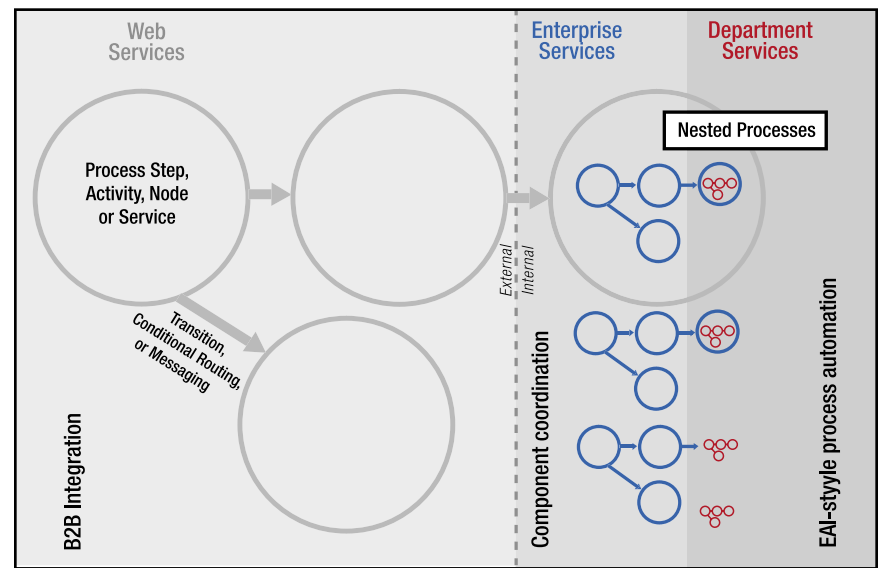 Web
Services
Enterprise
Services
Department
Services
Nested Processes
Process Step,
Activity, Node
or Service
External
Internal
Transition,
Conditional Routing,
or Messaging
B2B Integration
Component coordination
EAI-styyle process automation